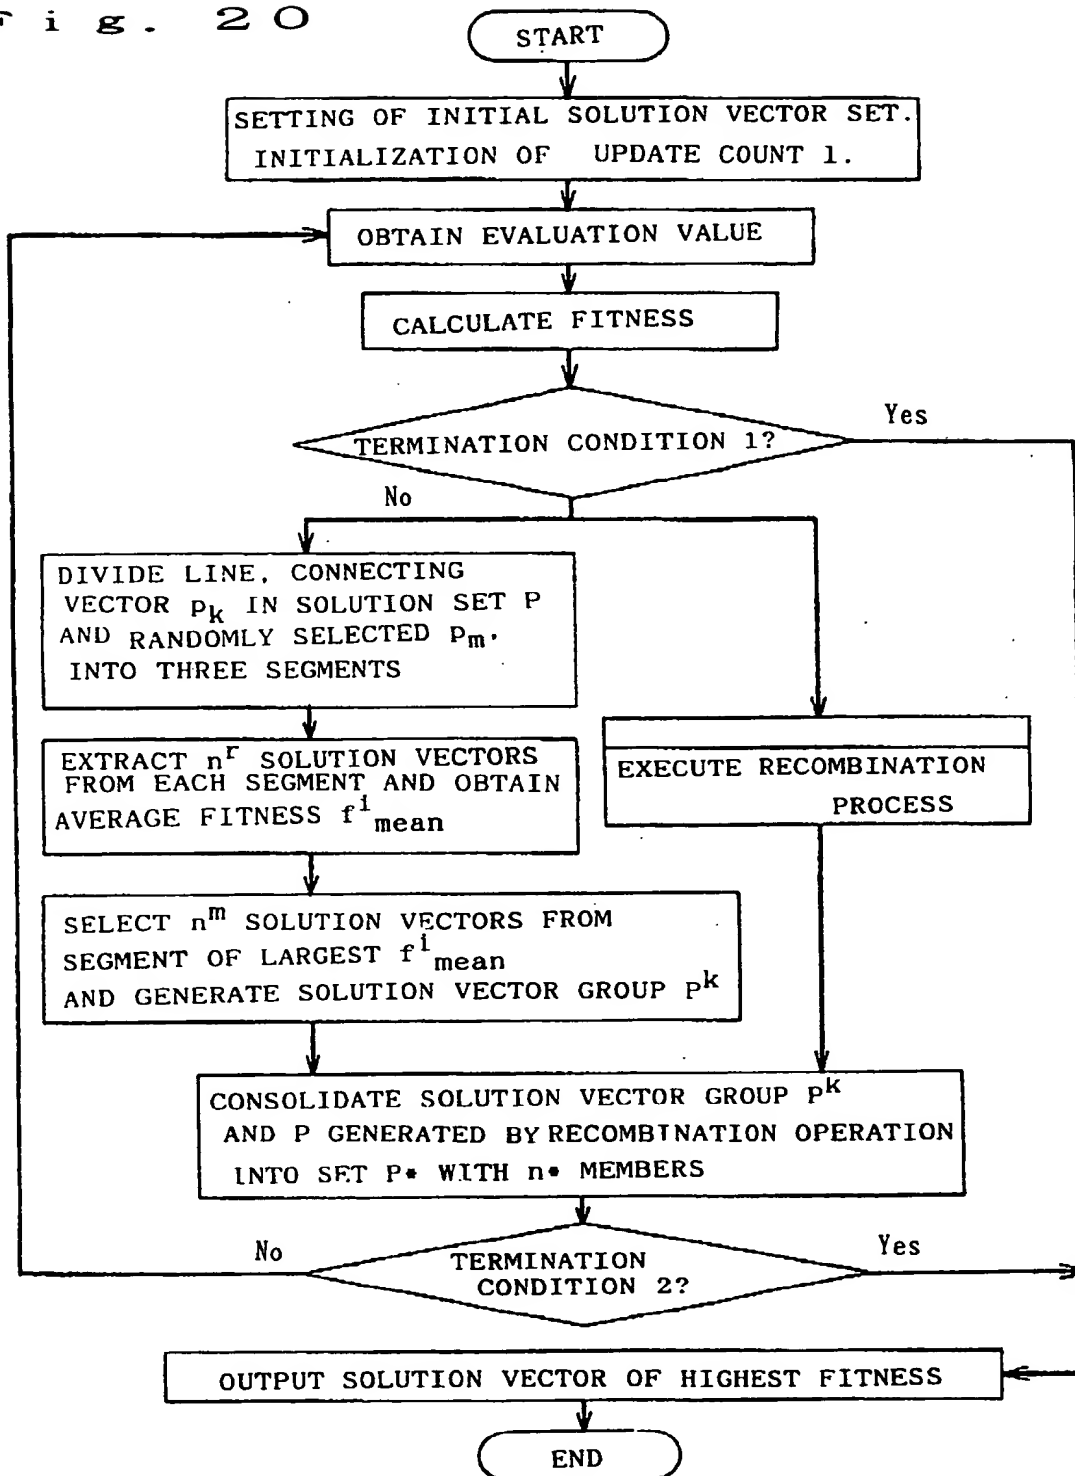 Fig. 20
START
SETTING OF INITIAL SOLUTION VECTOR SET.
INITIALIZATION OF UPDATE COUNT 1.
OBTAIN EVALUATION VALUE
CALCULATE FITNESS
TERMINATION CONDITION 1?
Yes
No
DIVIDE LINE, CONNECTING
VECTOR Pk IN SOLUTION SET P
AND RANDOMLY SELECTED Pm,
INTO THREE SEGMENTS
EXTRACT n^r SOLUTION VECTORS
FROM EACH SEGMENT AND OBTAIN
AVERAGE FITNESS f^i mean
EXECUTE RECOMBINATION
PROCESS
SELECT n^m SOLUTION VECTORS FROM
SEGMENT OF LARGEST f^i mean
AND GENERATE SOLUTION VECTOR GROUP P^k
CONSOLIDATE SOLUTION VECTOR GROUP P^k
AND P GENERATED BY RECOMBINATION OPERATION
INTO SET P* WITH n* MEMBERS
No
TERMINATION
CONDITION 2?
Yes
OUTPUT SOLUTION VECTOR OF HIGHEST FITNESS
END